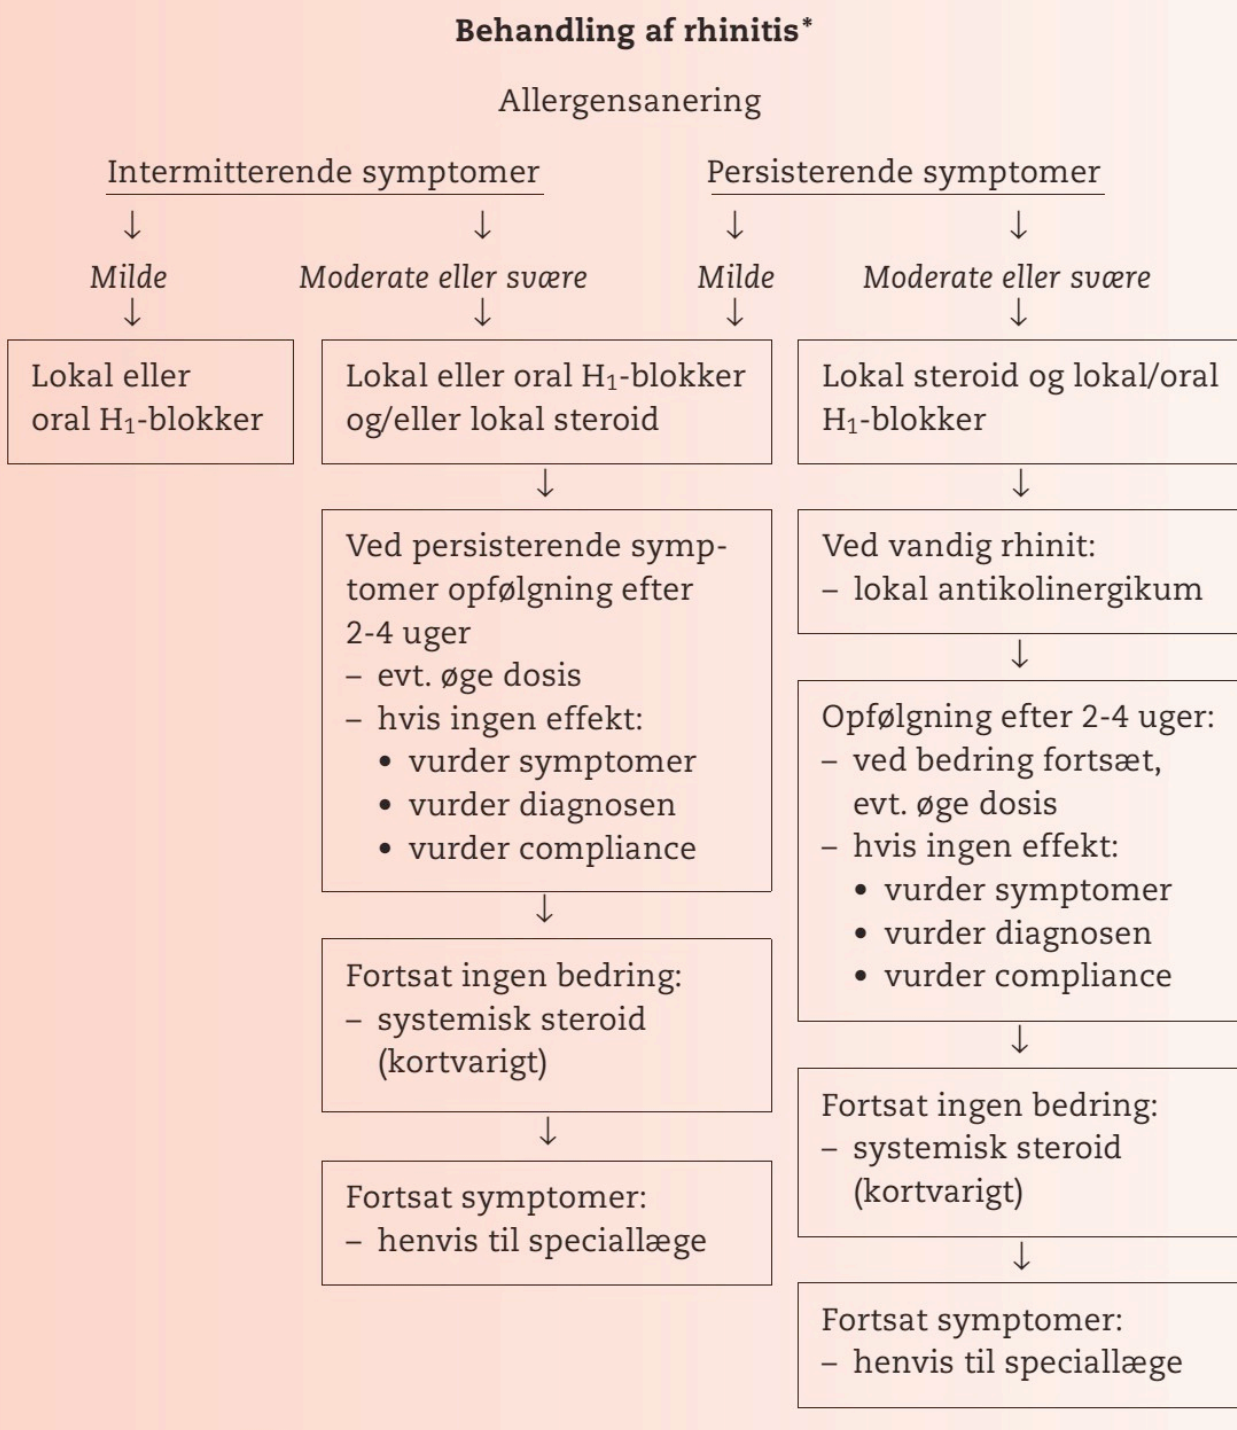 Behandling af rhinitis*
Allergensanering
Intermitterende symptomer
Persisterende symptomer
↓ ↓ ↓ ↓
Milde
Moderate eller svære
Milde
Moderate eller svære
↓ ↓ ↓ ↓
Lokal eller
oral H₁-blokker
Lokal eller oral H₁-blokker
og/eller lokal steroid
↓
Ved persisterende symp-
tomer opfølgning efter
2-4 uger
– evt. øge dosis
– hvis ingen effekt:
• vurder symptomer
• vurder diagnosen
• vurder compliance
↓
Fortsat ingen bedring:
– systemisk steroid
(kortvarigt)
↓
Fortsat symptomer:
– henvis til speciallæge
Lokal steroid og lokal/oral
H₁-blokker
↓
Ved vandig rhinit:
– lokal antikolinergikum
↓
Opfølgning efter 2-4 uger:
– ved bedring fortsæt,
evt. øge dosis
– hvis ingen effekt:
• vurder symptomer
• vurder diagnosen
• vurder compliance
↓
Fortsat ingen bedring:
– systemisk steroid
(kortvarigt)
↓
Fortsat symptomer:
– henvis til speciallæge